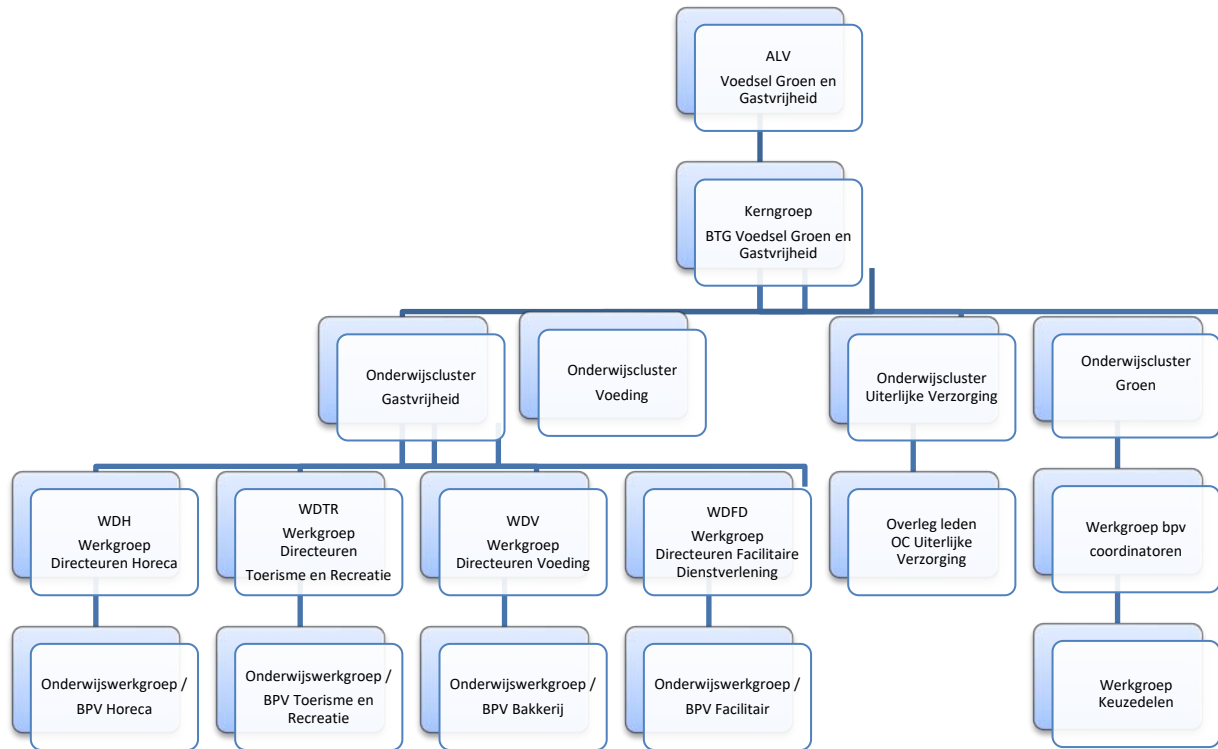 ALV
Voedsel Groen en
Gastvrijheid
Kerngroep
BTG Voedsel Groen en
Gastvrijheid
Onderwijscluster
Gastvrijheid
Onderwijscluster
Voeding
Onderwijscluster
Uiterlijke Verzorging
Onderwijscluster
Groen
WDH
Werkgroep
Directeuren Horeca
WDTR
Werkgroep
Directeuren
Toerisme en Recreatie
WDV
Werkgroep
Directeuren Voeding
WDFD
Werkgroep
Directeuren Facilitaire
Dienstverlening
Overleg leden
OC Uiterlijke
Verzorging
Werkgroep bpv
coordinatoren
Onderwijswerkgroep /
BPV Horeca
Onderwijswerkgroep /
BPV Toerisme en
Recreatie
Onderwijswerkgroep /
BPV Bakkerij
Onderwijswerkgroep /
BPV Facilitair
Werkgroep
Keuzedelen